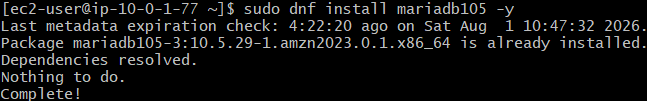 [ec2-user@ip-10-0-1-77 ~]$ sudo dnf install mariadb105 -y
Last metadata expiration check: 4:22:20 ago on Sat Aug  1 10:47:32 2026.
Package mariadb105-3:10.5.29-1.amzn2023.0.1.x86_64 is already installed.
Dependencies resolved.
Nothing to do.
Complete!